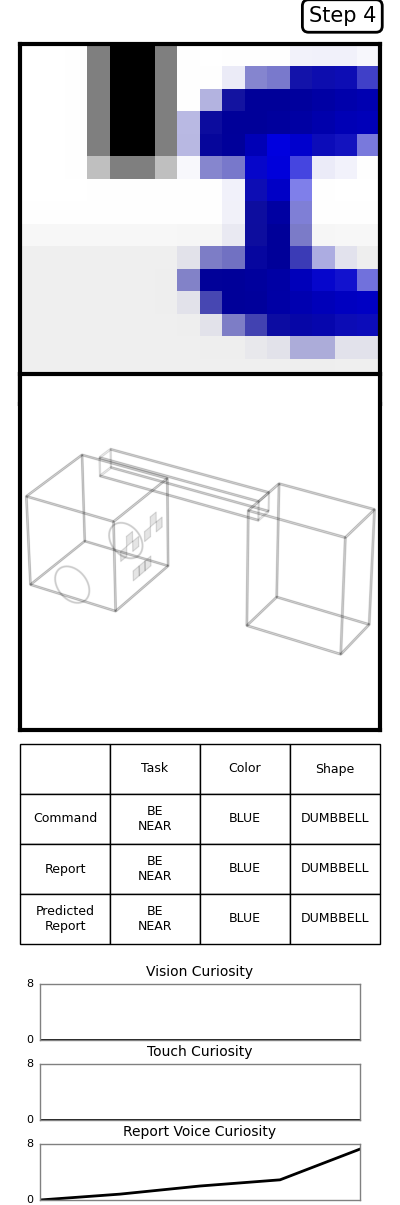 Step 4
Task Color Shape
Command BE NEAR BLUE DUMBBELL
Report BE NEAR BLUE DUMBBELL
Predicted Report BE NEAR BLUE DUMBBELL
Vision Curiosity
8
0
Touch Curiosity
8
0
Report Voice Curiosity
8
0